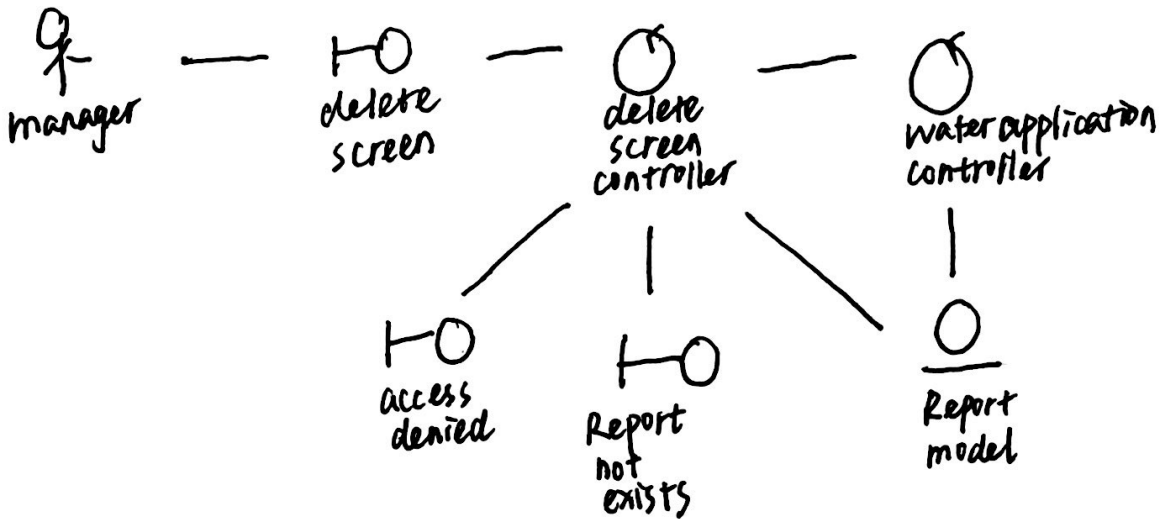 manager
delete
screen
delete
screen
controller
water application
controller
access
denied
Report
not
exists
Report
model